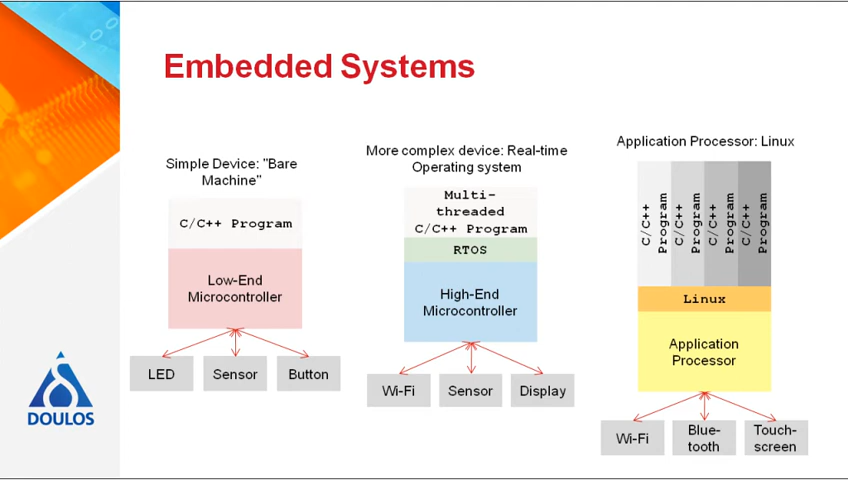 Embedded Systems
Simple Device: "Bare
Machine"
C/C++ Program
Low-End
Microcontroller
LED
Sensor
Button
More complex device: Real-time
Operating system
Multi-
threaded
C/C++ Program
RTOS
High-End
Microcontroller
Wi-Fi
Sensor
Display
Application Processor: Linux
C/C++
Program
C/C++
Program
C/C++
Program
C/C++
Program
Linux
Application
Processor
Wi-Fi
Blue-
tooth
Touch-
screen
DOULOS